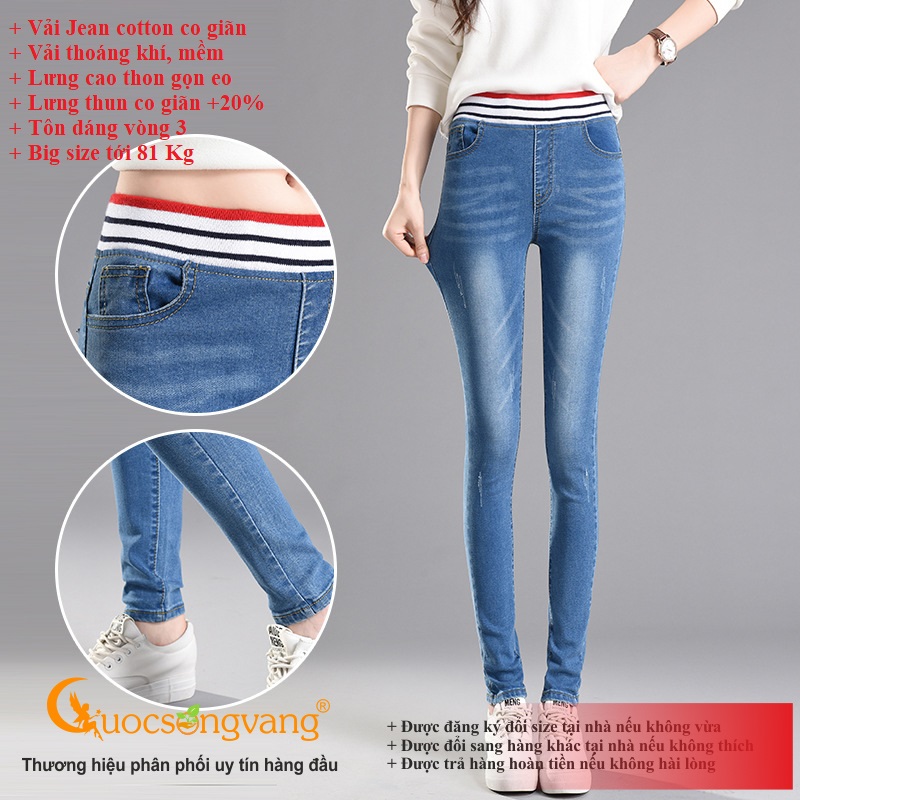 + Vải Jean cotton co giãn
+ Vải thoáng khí, mềm
+ Lưng cao thon gọn eo
+ Lưng thun co giãn +20%
+ Tôn dáng vòng 3
+ Big size tới 81 Kg
MENG
MENG
MENG
Cuocsongvang®
Thương hiệu phân phối uy tín hàng đầu
+ Được đăng ký đổi size tại nhà nếu không vừa
+ Được đổi sang hàng khác tại nhà nếu không thích
+ Được trả hàng hoàn tiền nếu không hài lòng